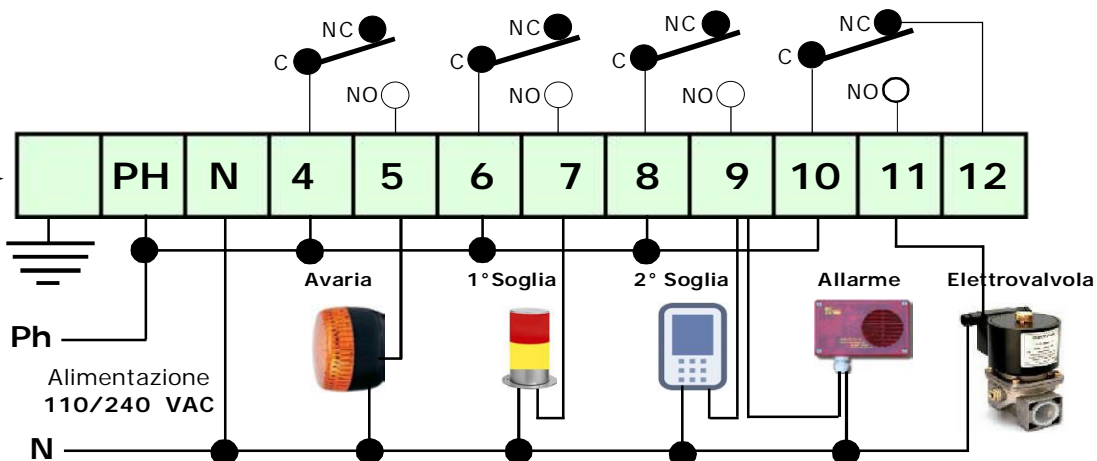 NC NC NC NC
C C C C
NO NO NO NO
PH N 4 5 6 7 8 9 10 11 12
Avaria 1°Soglia 2° Soglia Allarme Elettrovalvola
Ph
Alimentazione
110/240 VAC
N